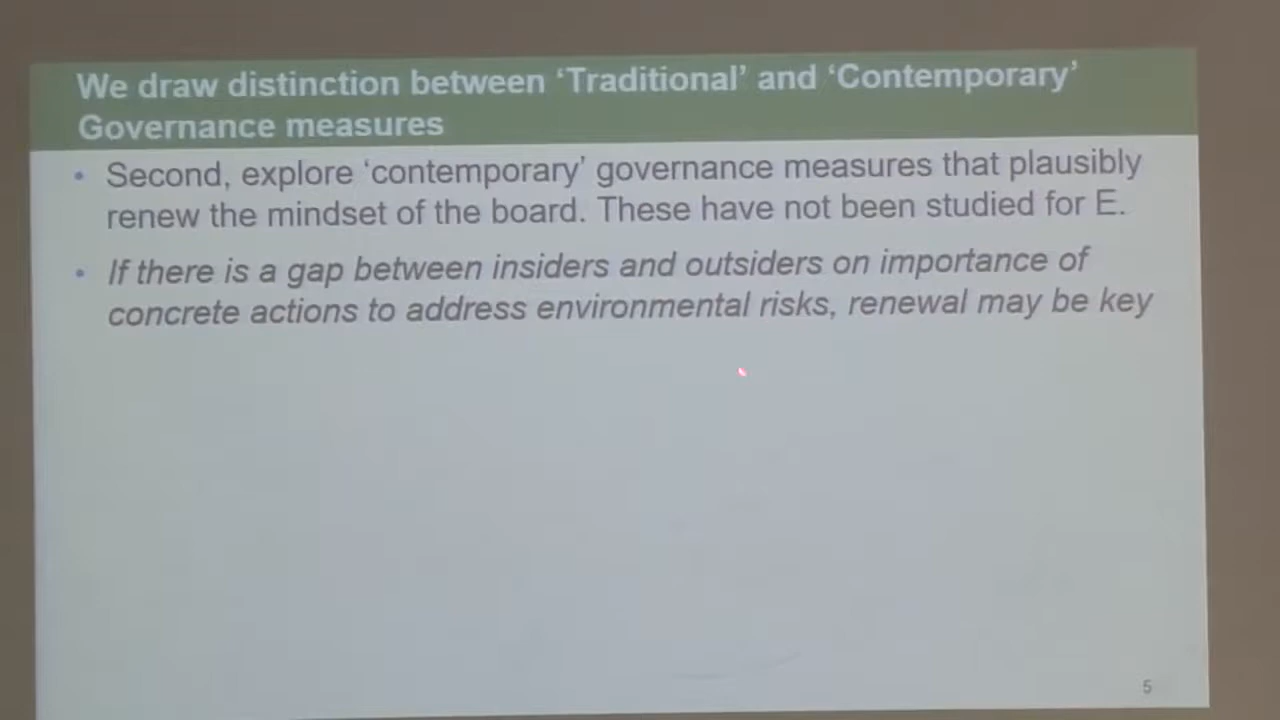 We draw distinction between ‘Traditional’ and ‘Contemporary’
Governance measures
• Second, explore ‘contemporary’ governance measures that plausibly
renew the mindset of the board. These have not been studied for E.
• If there is a gap between insiders and outsiders on importance of
concrete actions to address environmental risks, renewal may be key
5